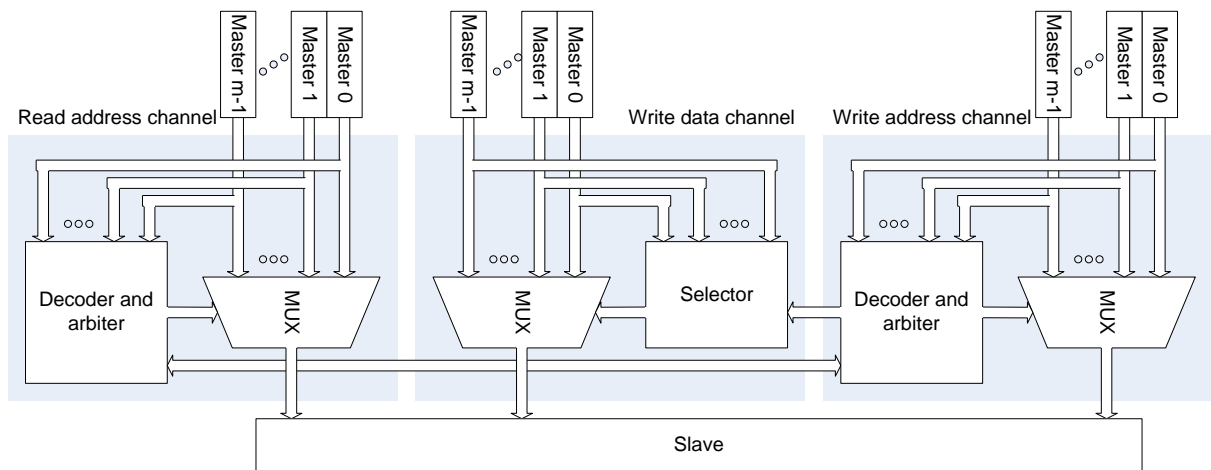 Master m-1
Master 1
Master 0
Master m-1
Master 1
Master 0
Master m-1
Master 1
Master 0
Read address channel
Write data channel
Write address channel
Decoder and
arbiter
MUX
MUX
Selector
Decoder and
arbiter
MUX
Slave